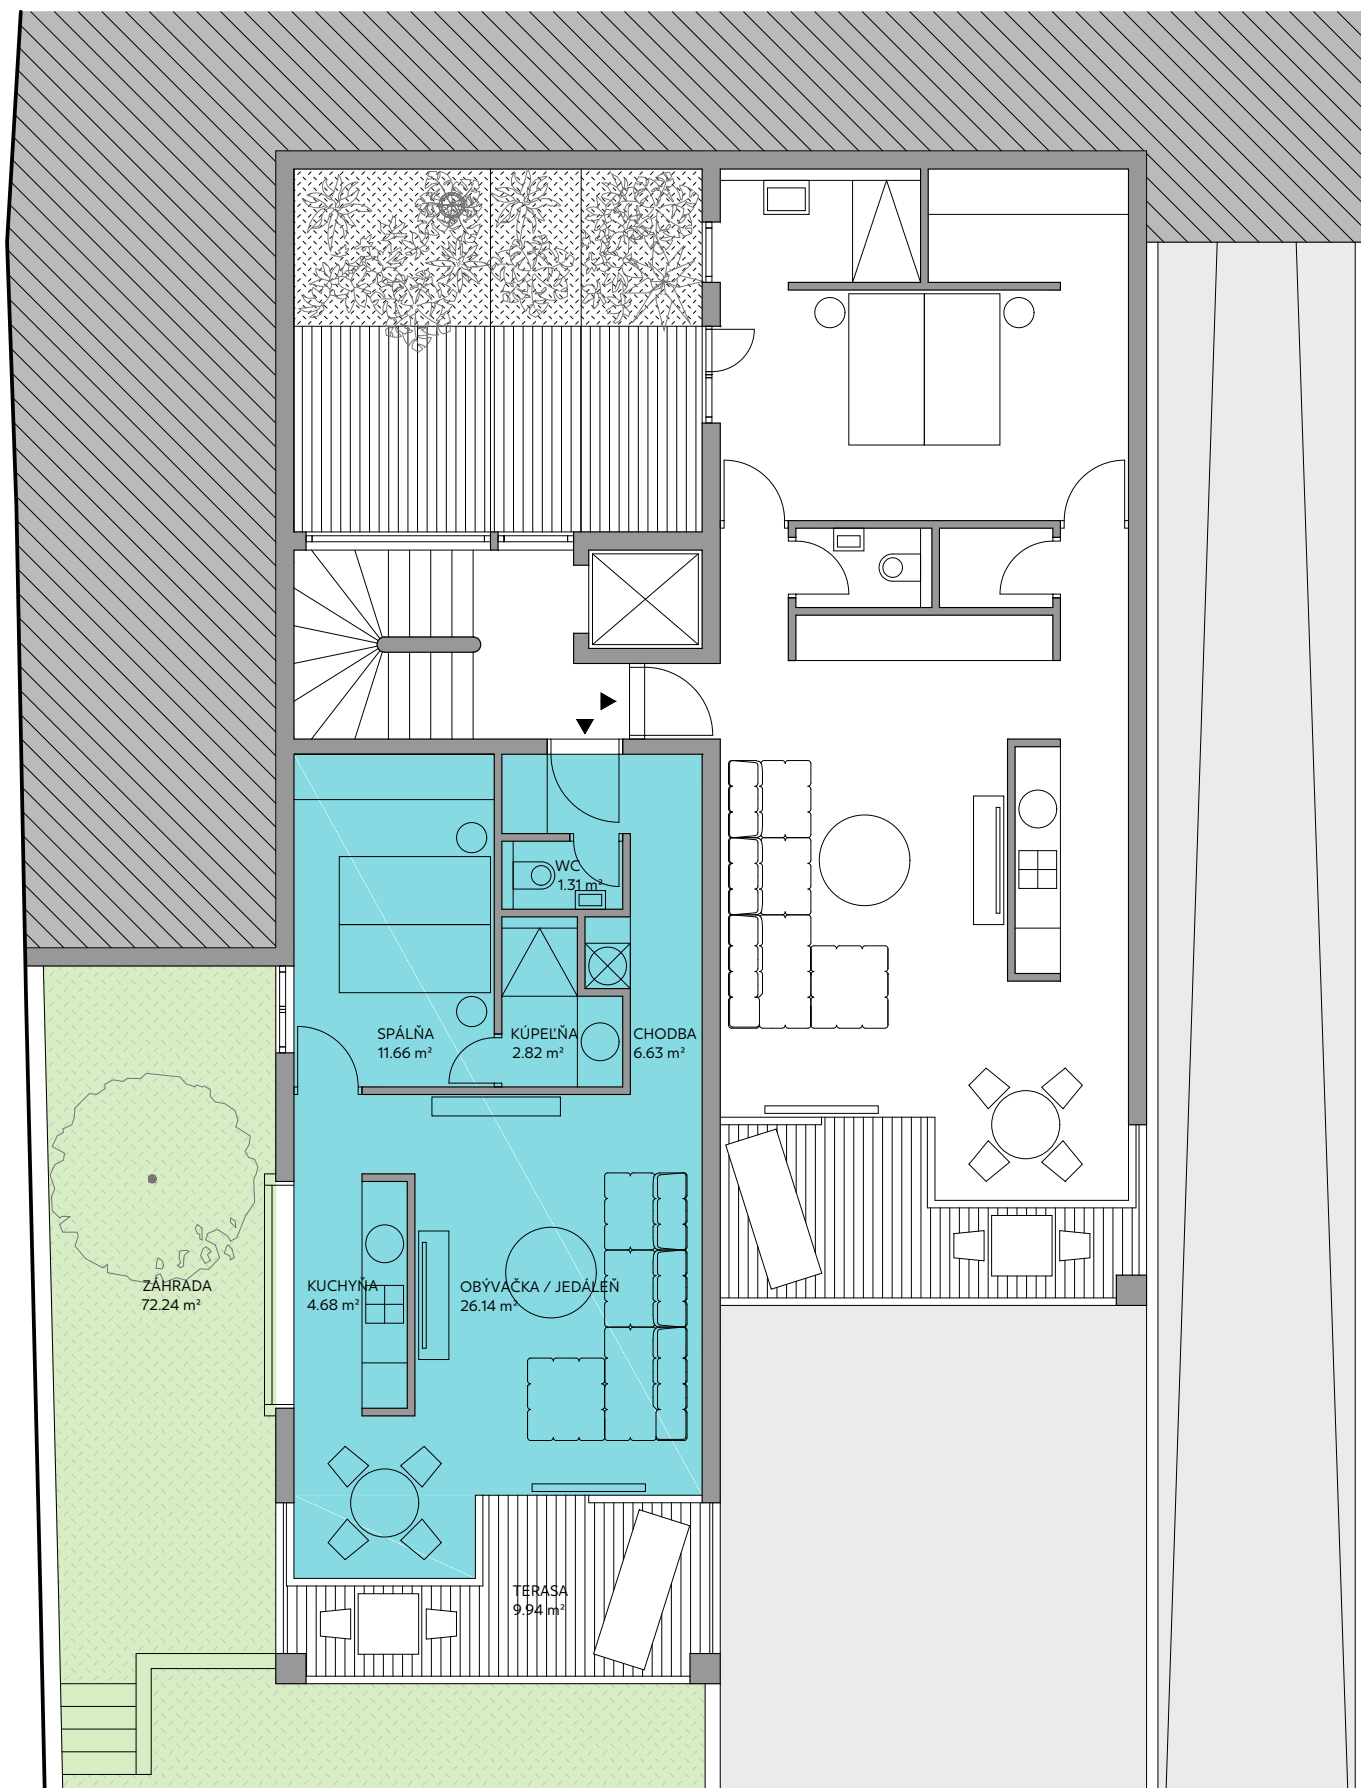 WC
1.31 m²
SPÁLŇA
11.66 m²
KÚPEĽŇA
2.82 m²
CHODBA
6.63 m²
ZÁHRADA
72.24 m²
KUCHYŇA
4.68 m²
OBÝVAČKA / JEDÁLEŇ
26.14 m²
TERASA
9.94 m²